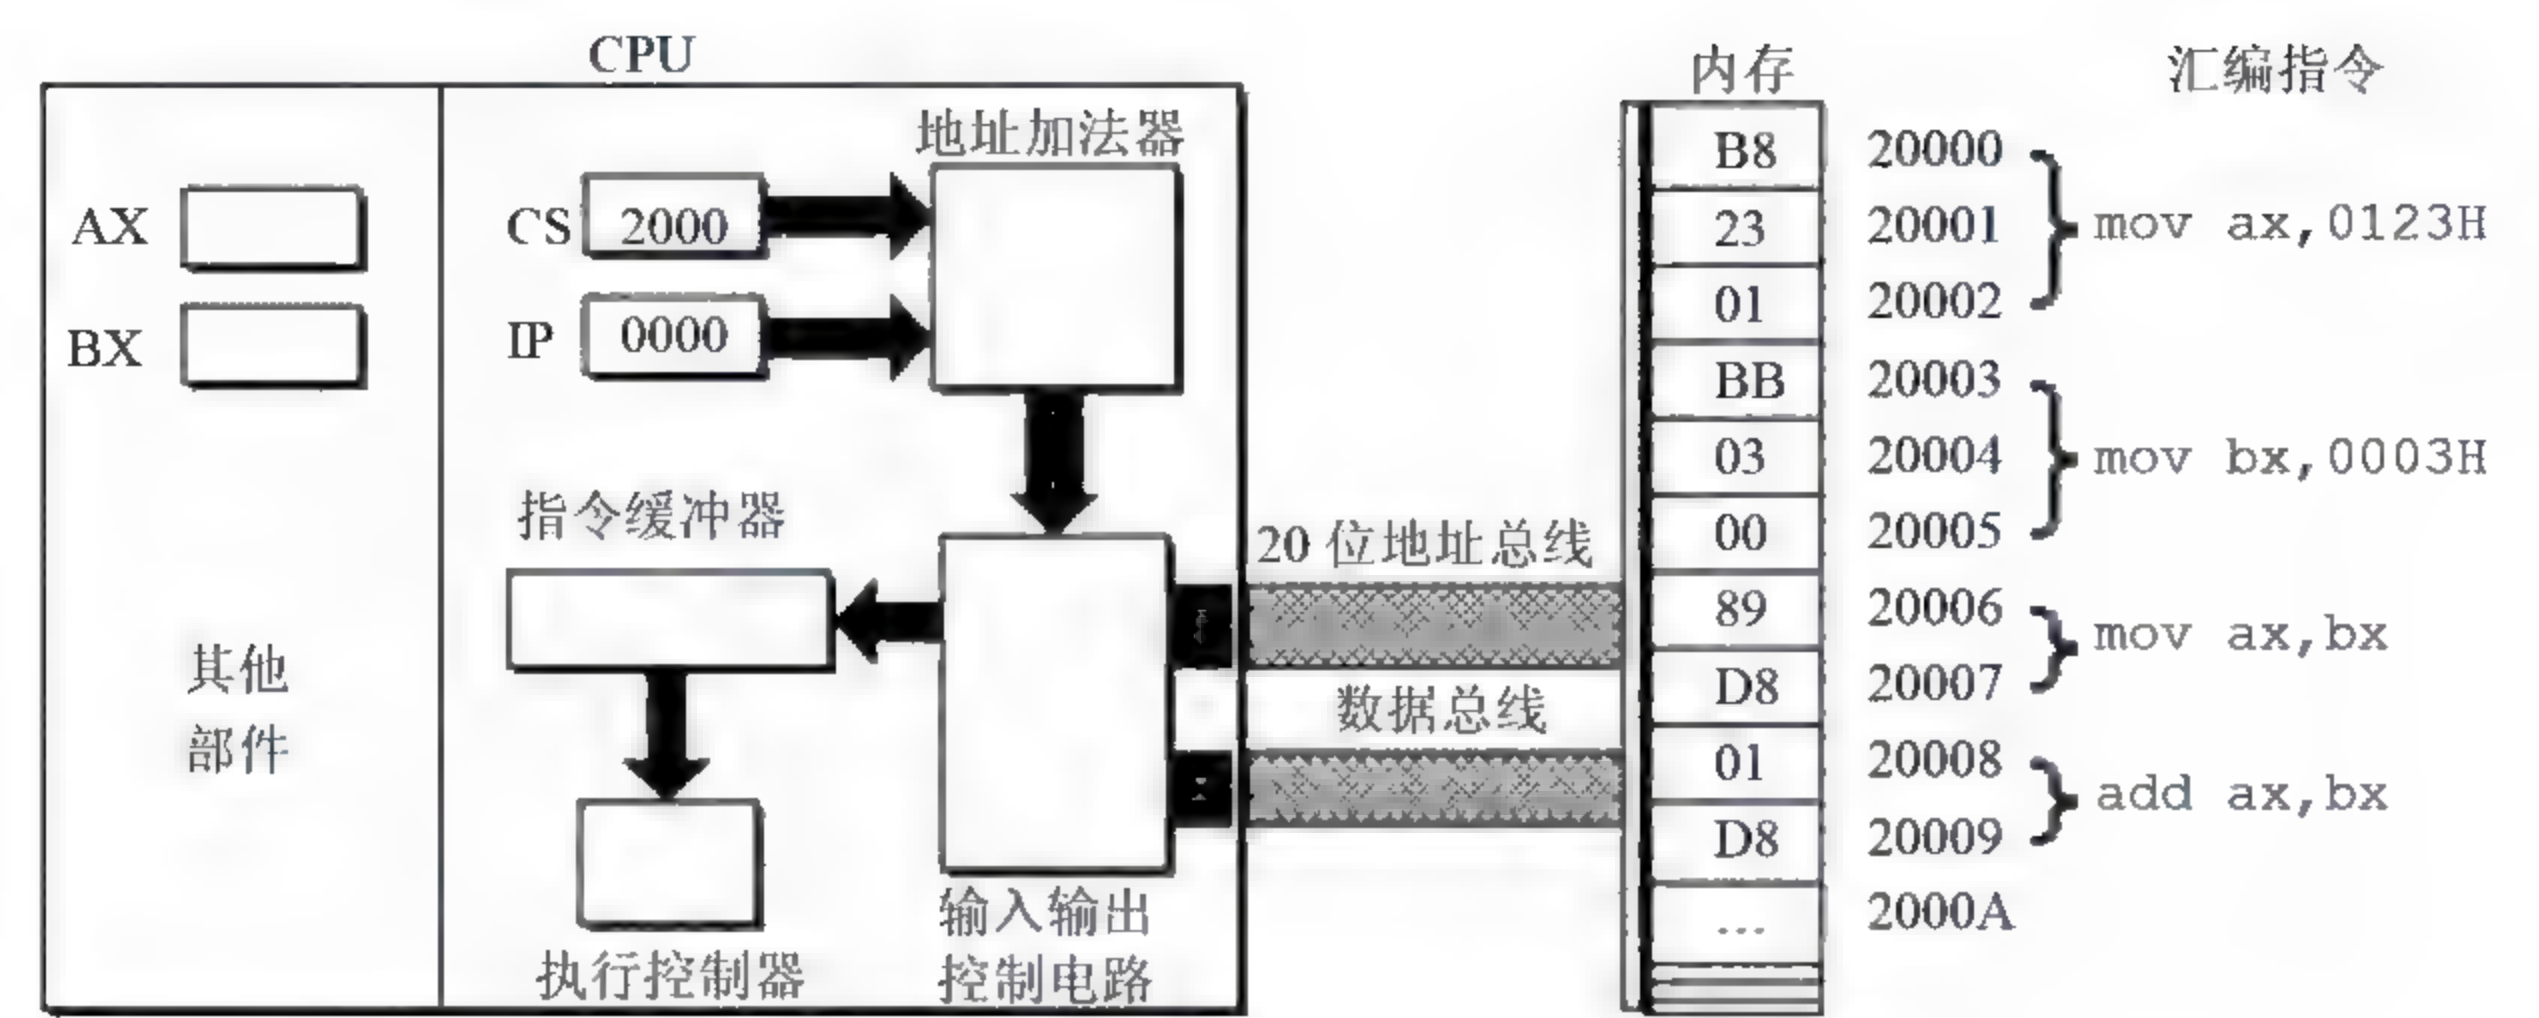 CPU
内存
汇编指令
地址加法器
AX
BX
CS
2000
IP
0000
指令缓冲器
20 位地址总线
数据总线
其他
部件
执行控制器
输入输出
控制电路
B8
20000
23
20001
mov ax,0123H
01
20002
BB
20003
03
20004
mov bx,0003H
00
20005
89
20006
mov ax,bx
D8
20007
01
20008
add ax,bx
D8
20009
...
2000A